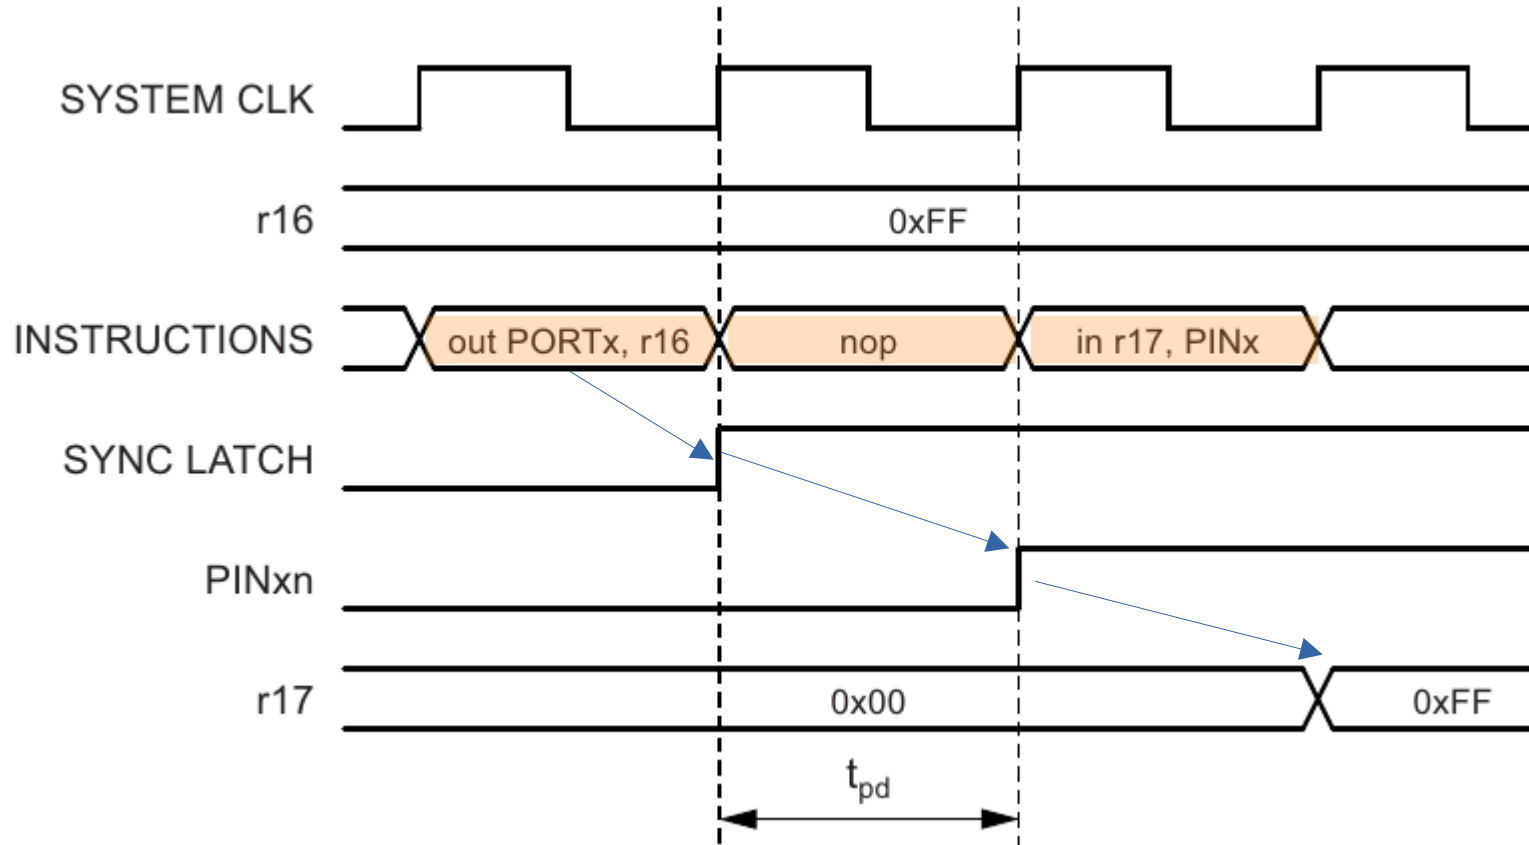 SYSTEM CLK
r16
0xFF
INSTRUCTIONS
out PORTx, r16
nop
in r17, PINx
SYNC LATCH
PINxn
r17
0x00
0xFF
tpd